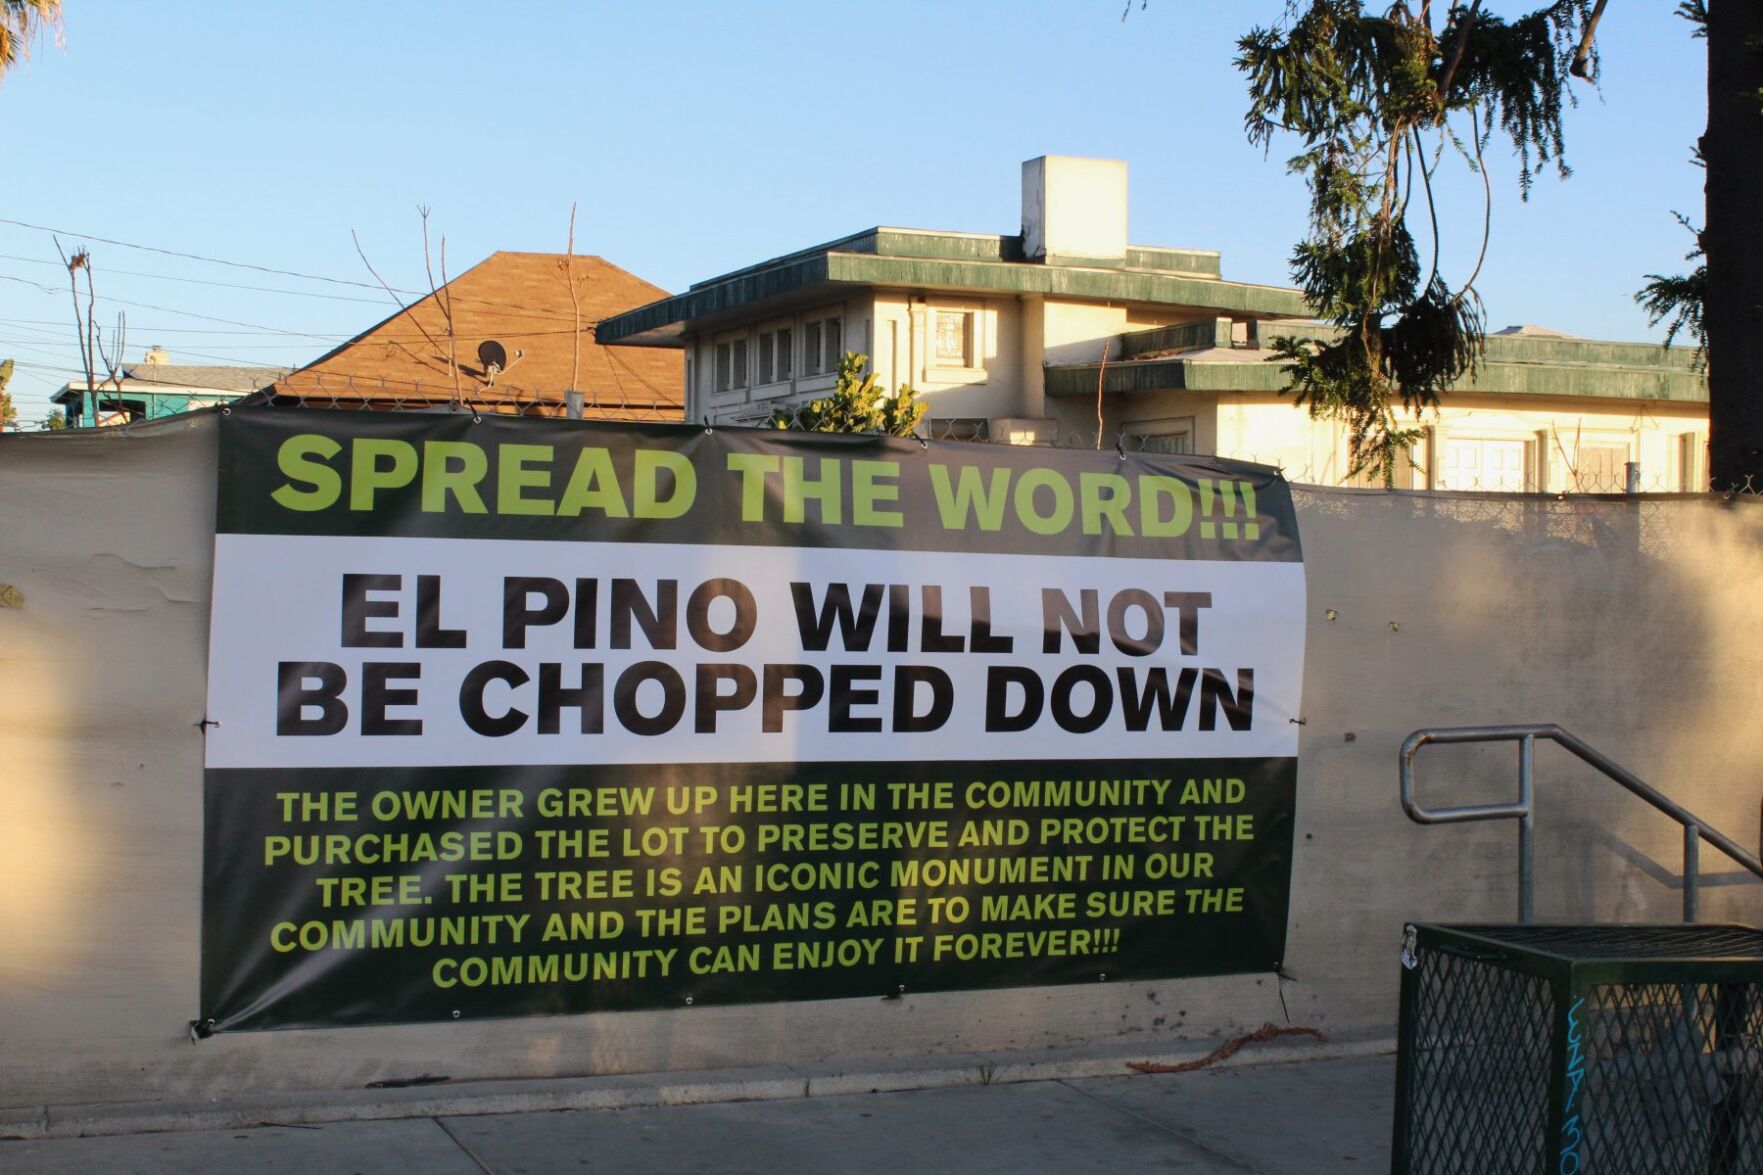 SPREAD THE WORD!!!
EL PINO WILL NOT
BE CHOPPED DOWN
THE OWNER GREW UP HERE IN THE COMMUNITY AND
PURCHASED THE LOT TO PRESERVE AND PROTECT THE
TREE. THE TREE IS AN ICONIC MONUMENT IN OUR
COMMUNITY AND THE PLANS ARE TO MAKE SURE THE
COMMUNITY CAN ENJOY IT FOREVER!!!